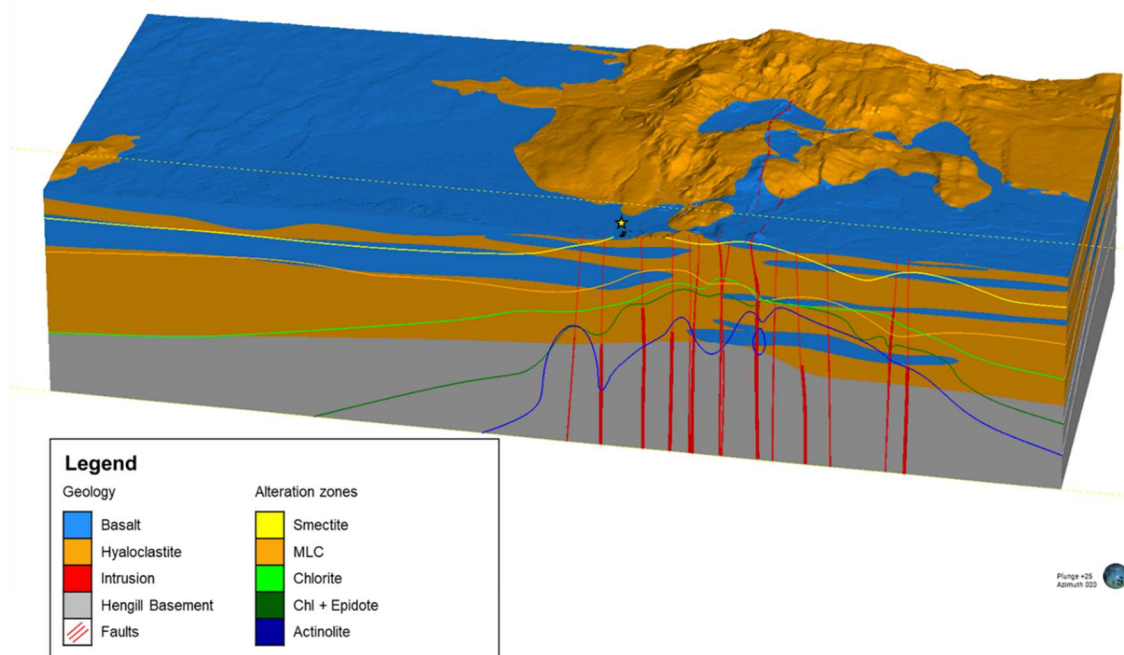 Legend
Geology
Alteration zones
Basalt
Smectite
Hyaloclastite
MLC
Intrusion
Chlorite
Hengill Basement
Chl + Epidote
Faults
Actinolite
Plunge +25
Azimuth 020